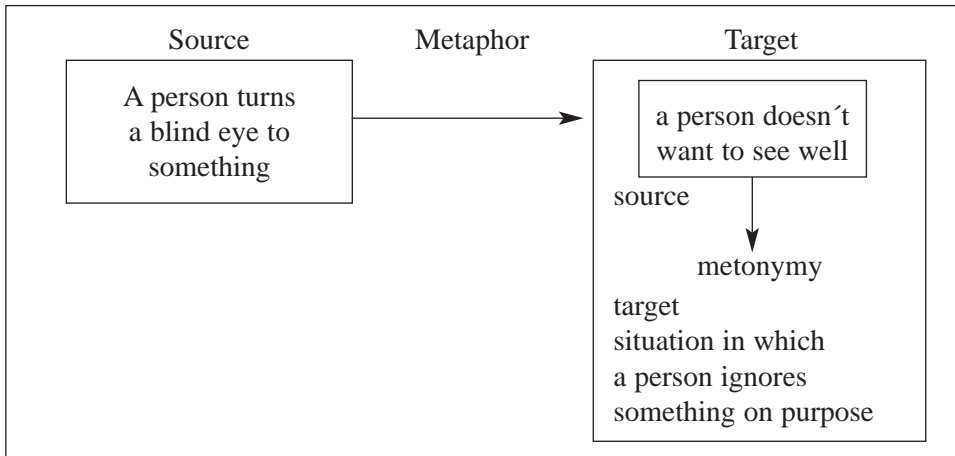 Source
Metaphor
Target
A person turns
a blind eye to
something
a person doesn´t
want to see well
source
metonymy
target
situation in which
a person ignores
something on purpose